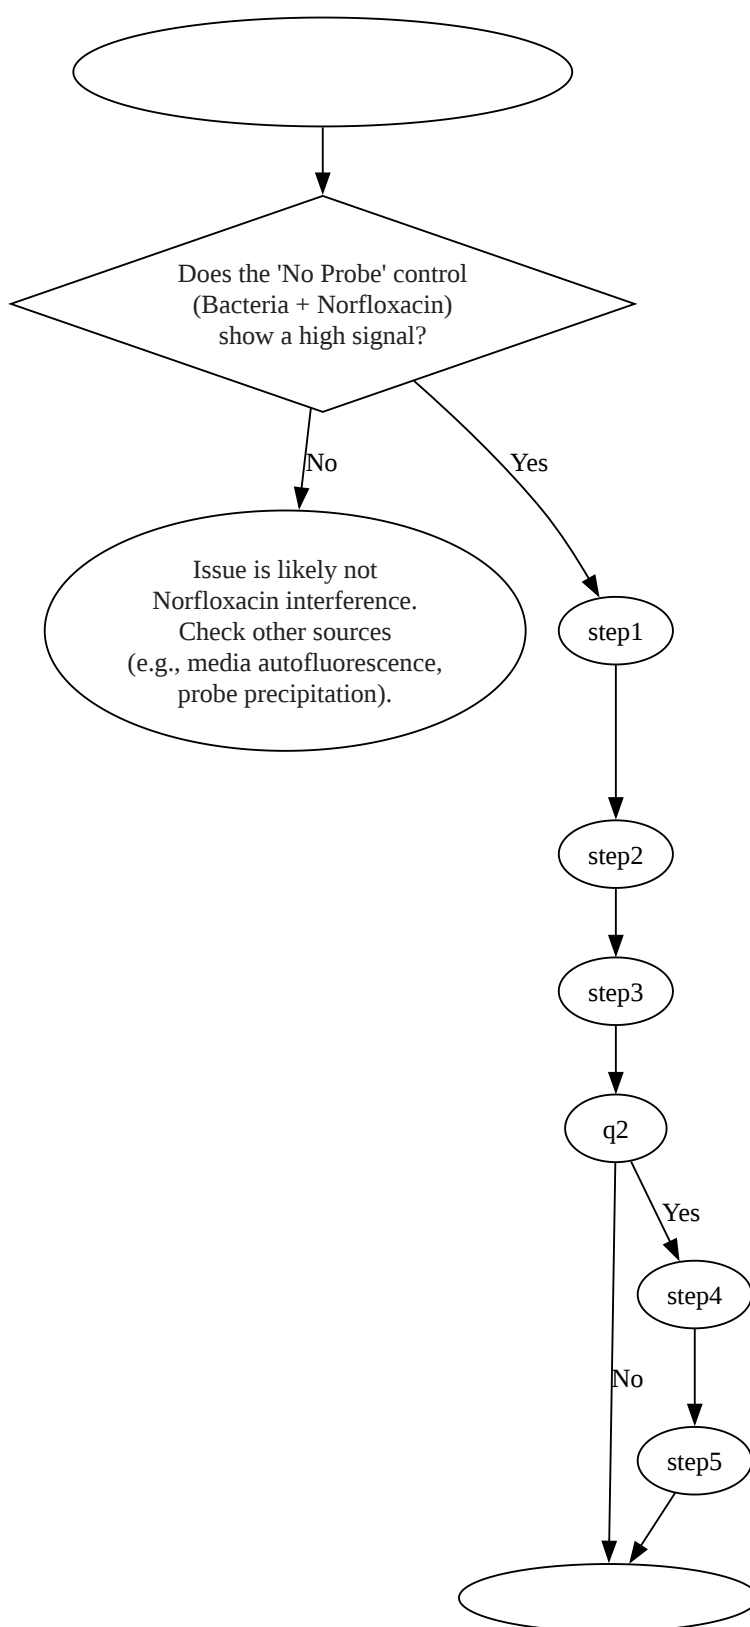 Does the 'No Probe' control
(Bacteria + Norfloxacin)
show a high signal?
No
Yes
Issue is likely not
Norfloxacin interference.
Check other sources
(e.g., media autofluorescence,
probe precipitation).
step1
step2
step3
q2
Yes
step4
No
step5